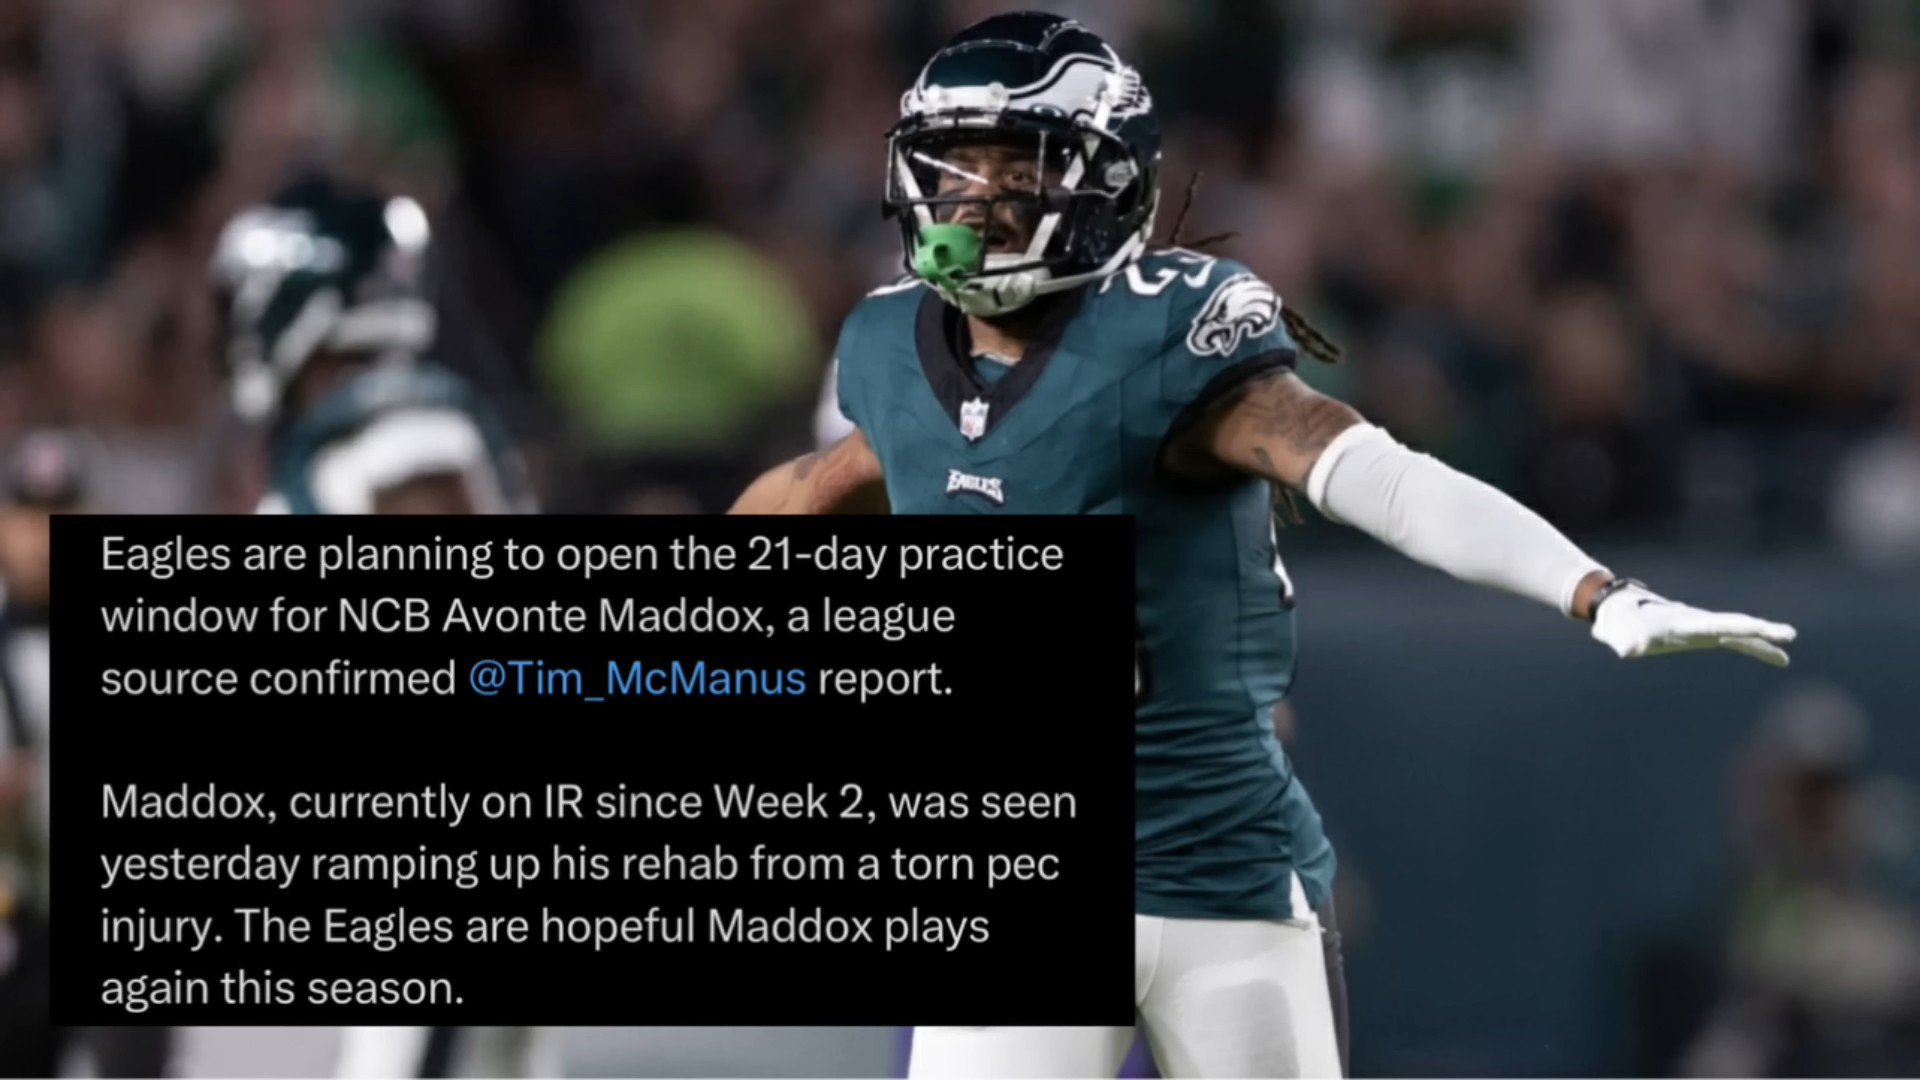 29
EAGLES
Eagles are planning to open the 21-day practice
window for NCB Avonte Maddox, a league
source confirmed @Tim_McManus report.
Maddox, currently on IR since Week 2, was seen
yesterday ramping up his rehab from a torn pec
injury. The Eagles are hopeful Maddox plays
again this season.